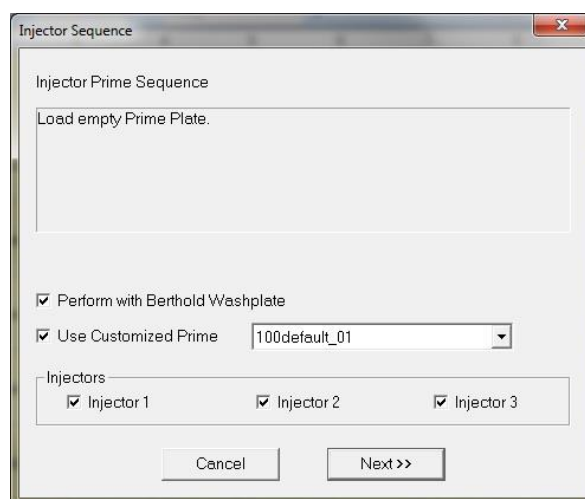 Injector Sequence
Injector Prime Sequence
Load empty Prime Plate.
Perform with Berthold Washplate
Use Customized Prime 100default_01
Injectors
Injector 1 Injector 2 Injector 3
Cancel Next >>